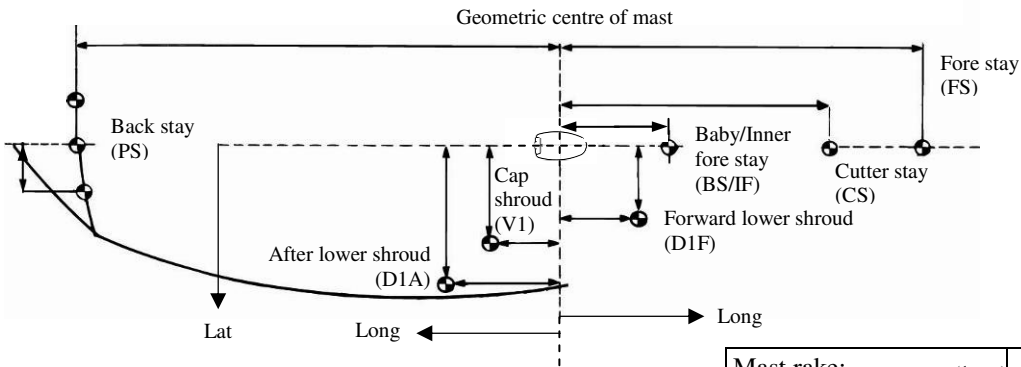 Geometric centre of mast
Fore stay
(FS)
Back stay
(PS)
Baby/Inner
fore stay
(BS/IF)
Cutter stay
(CS)
Cap
shroud
(V1)
Forward lower shroud
(D1F)
After lower shroud
(D1A)
Lat
Long
Long
Mast rake: